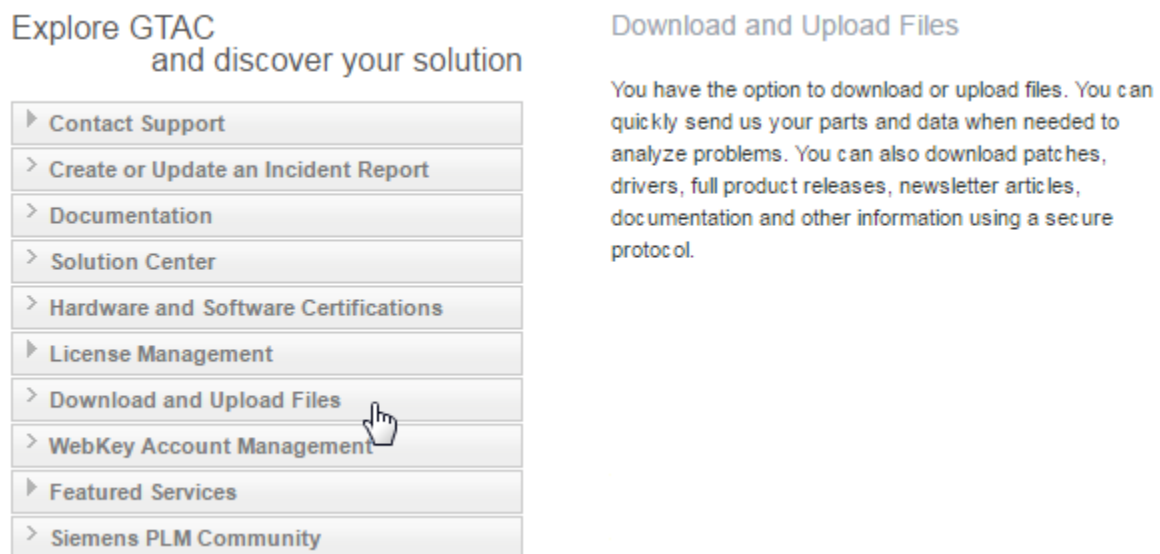 Explore GTAC
and discover your solution
Contact Support
Create or Update an Incident Report
Documentation
Solution Center
Hardware and Software Certifications
License Management
Download and Upload Files
WebKey Account Management
Featured Services
Siemens PLM Community
Download and Upload Files
You have the option to download or upload files. You can
quickly send us your parts and data when needed to
analyze problems. You can also download patches,
drivers, full product releases, newsletter articles,
documentation and other information using a secure
protocol.